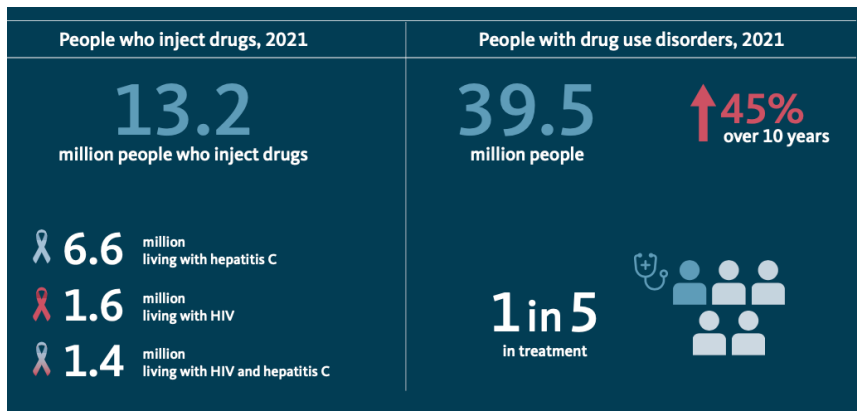 People who inject drugs, 2021
13.2
million people who inject drugs
6.6 million
living with hepatitis C
1.6 million
living with HIV
1.4 million
living with HIV and hepatitis C
People with drug use disorders, 2021
39.5
million people
45%
over 10 years
1 in 5
in treatment